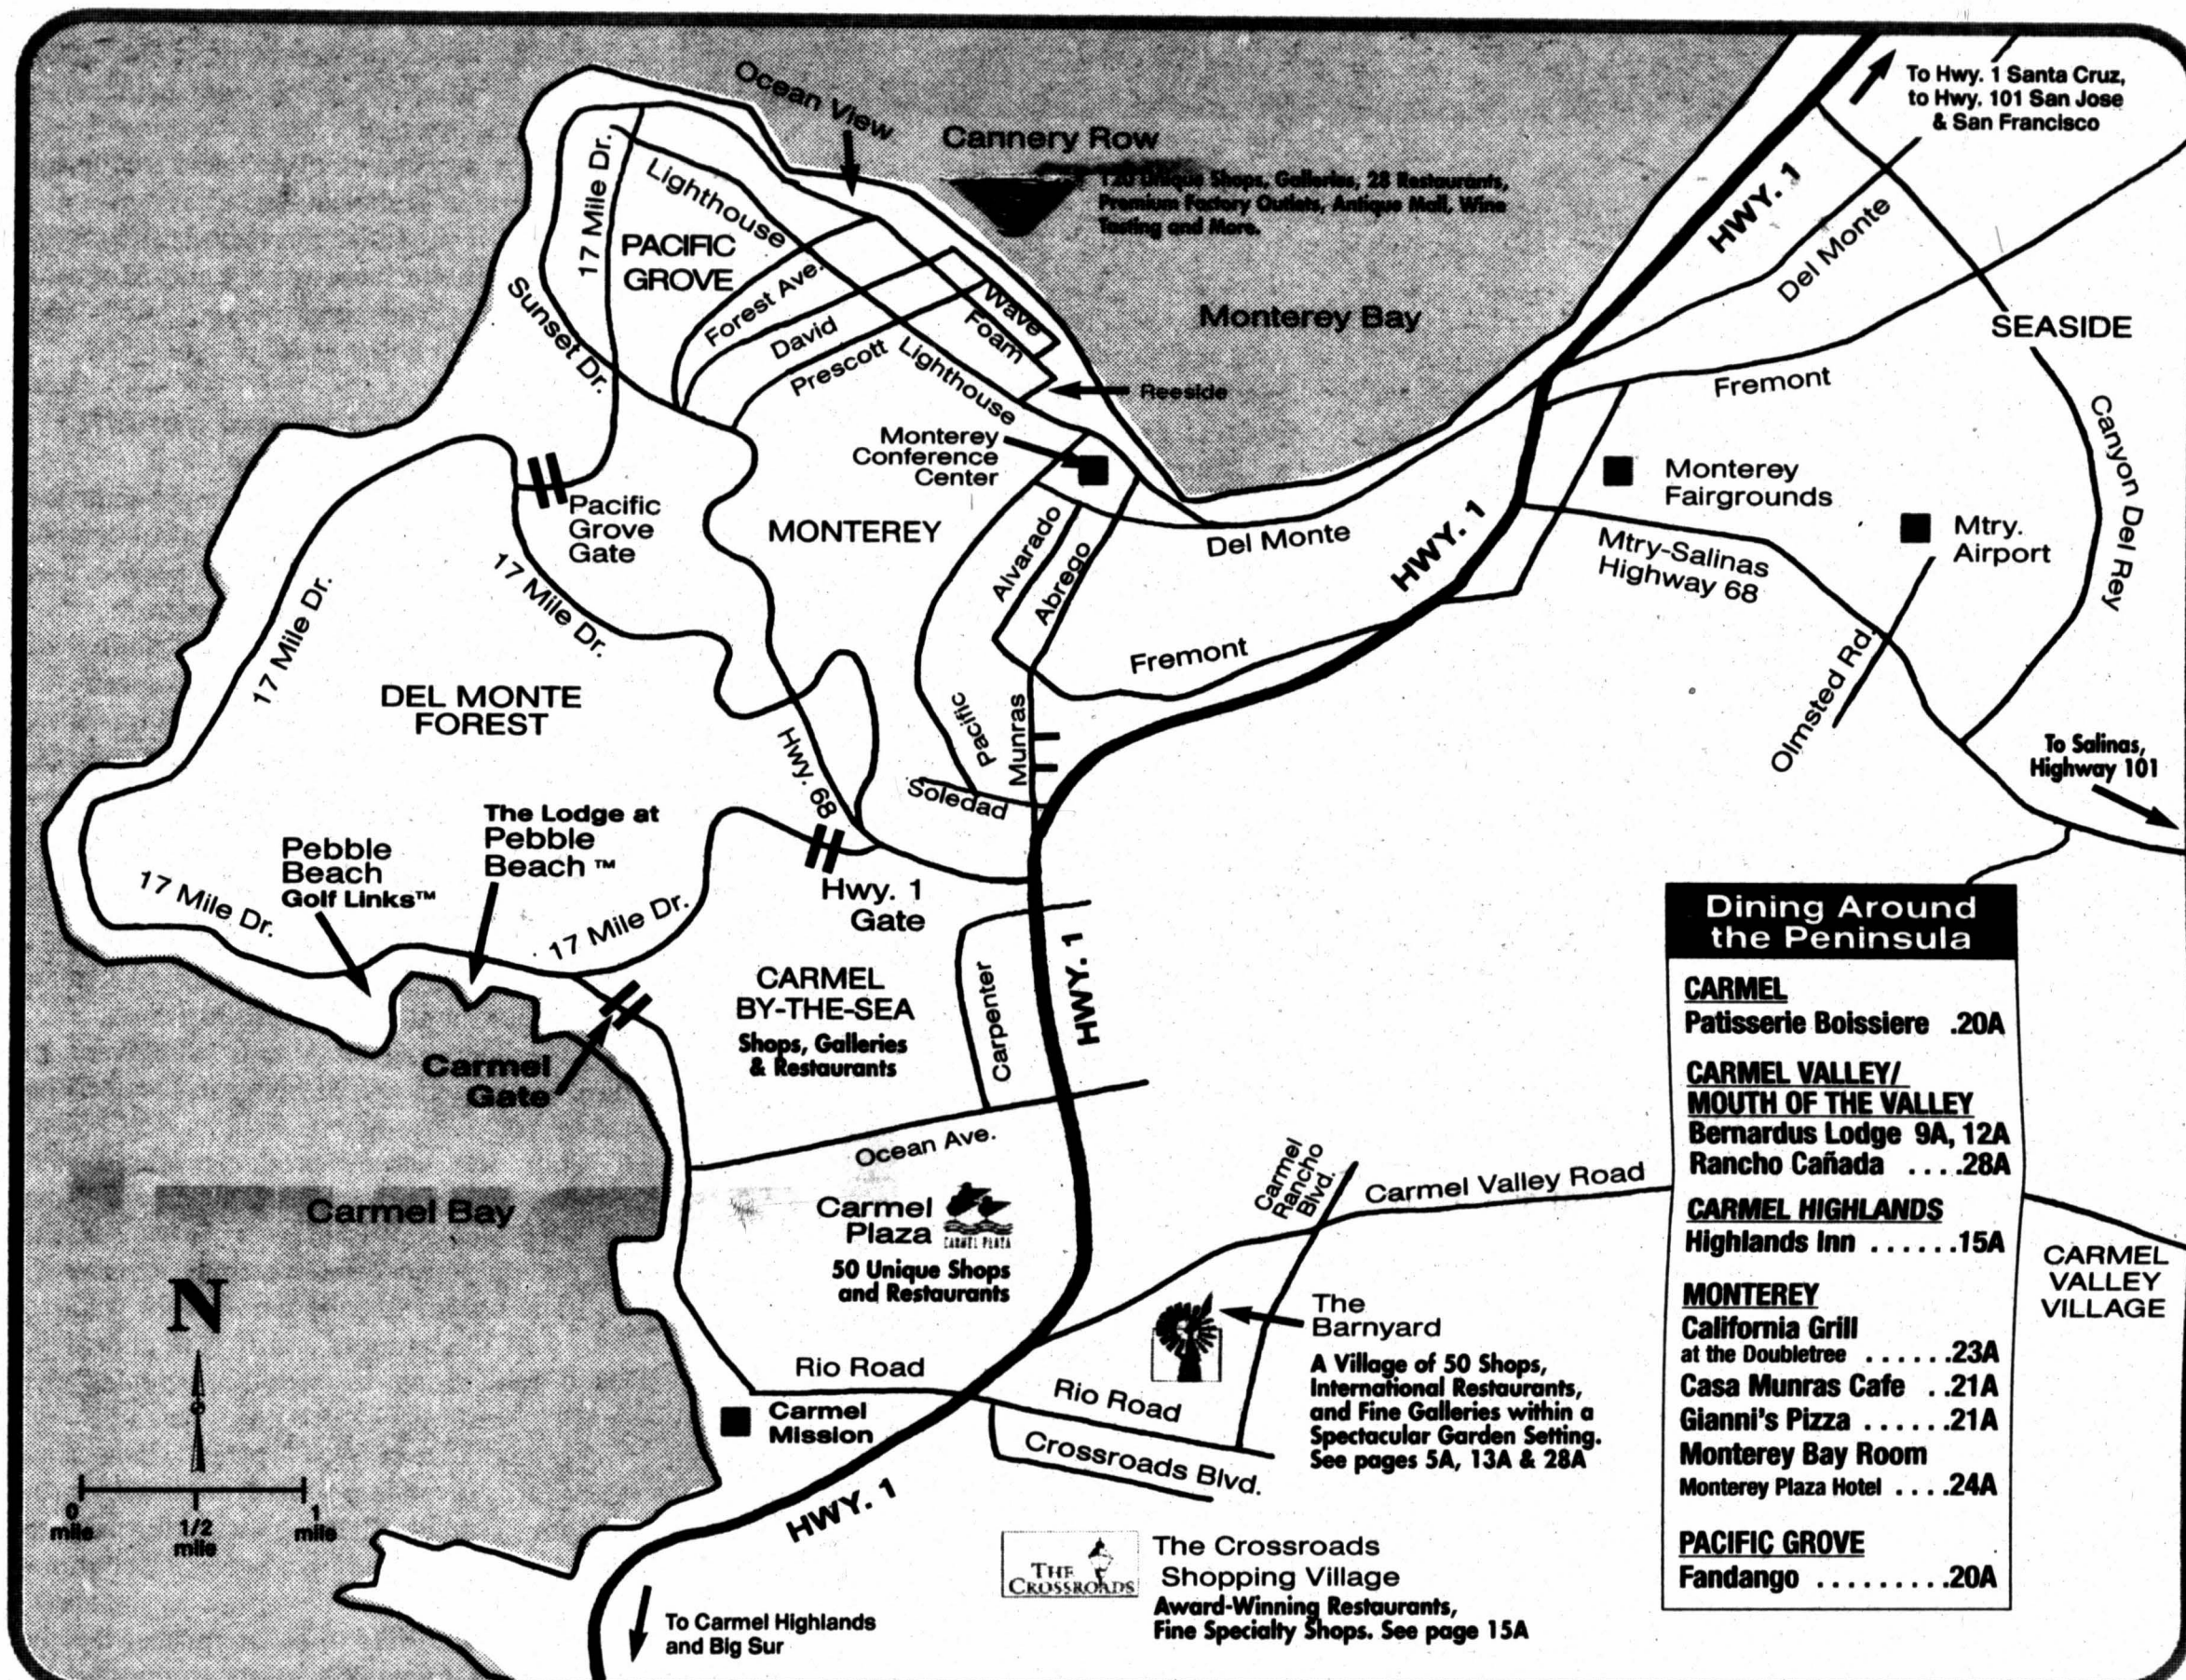 Ocean View
Cannery Row
120 Unique Shops, Galleries, 28 Restaurants,
Premium Factory Outlets, Antique Mall, Wine
Tasting and More.
To Hwy. 1 Santa Cruz,
to Hwy. 101 San Jose
& San Francisco
HWY. 1
Del Monte
17 Mile Dr.
Lighthouse
PACIFIC
GROVE
Forest Ave.
David
Prescott
Lighthouse
Wave
Foam
Reeside
Sunset Dr.
Monterey Bay
SEASIDE
Fremont
Canyon Del Rey
Monterey
Conference
Center
Monterey
Fairgrounds
Mtry.
Airport
Pacific
Grove
Gate
MONTEREY
Alvarado
Abrego
Del Monte
HWY. 1
Mtry-Salinas
Highway 68
17 Mile Dr.
17 Mile Dr.
Fremont
Olmsted Rd.
DEL MONTE
FOREST
Hwy. 68
Pacific
Munras
Soledad
To Salinas,
Highway 101
Pebble
Beach
Golf Links™
The Lodge at
Pebble
Beach ™
17 Mile Dr.
17 Mile Dr.
Hwy. 1
Gate
CARMEL
BY-THE-SEA
Shops, Galleries
& Restaurants
Carpenter
HWY. 1
Carmel
Gate
Ocean Ave.
Carmel Bay
Carmel
Plaza
CARMEL PLAZA
50 Unique Shops
and Restaurants
Carmel
Rancho
Blvd.
Carmel Valley Road
CARMEL
VALLEY
VILLAGE
The
Barnyard
A Village of 50 Shops,
International Restaurants,
and Fine Galleries within a
Spectacular Garden Setting.
See pages 5A, 13A & 28A
Rio Road
Rio Road
Crossroads Blvd.
Carmel
Mission
HWY. 1
N
0
mile
1/2
mile
1
mile
To Carmel Highlands
and Big Sur
THE
CROSSROADS
The Crossroads
Shopping Village
Award-Winning Restaurants,
Fine Specialty Shops. See page 15A
Dining Around
the Peninsula
CARMEL
Patisserie Boissiere .20A
CARMEL VALLEY/
MOUTH OF THE VALLEY
Bernardus Lodge 9A, 12A
Rancho Cañada ....28A
CARMEL HIGHLANDS
Highlands Inn ......15A
MONTEREY
California Grill
at the Doubletree ......23A
Casa Munras Cafe ..21A
Gianni's Pizza ......21A
Monterey Bay Room
Monterey Plaza Hotel ....24A
PACIFIC GROVE
Fandango .........20A